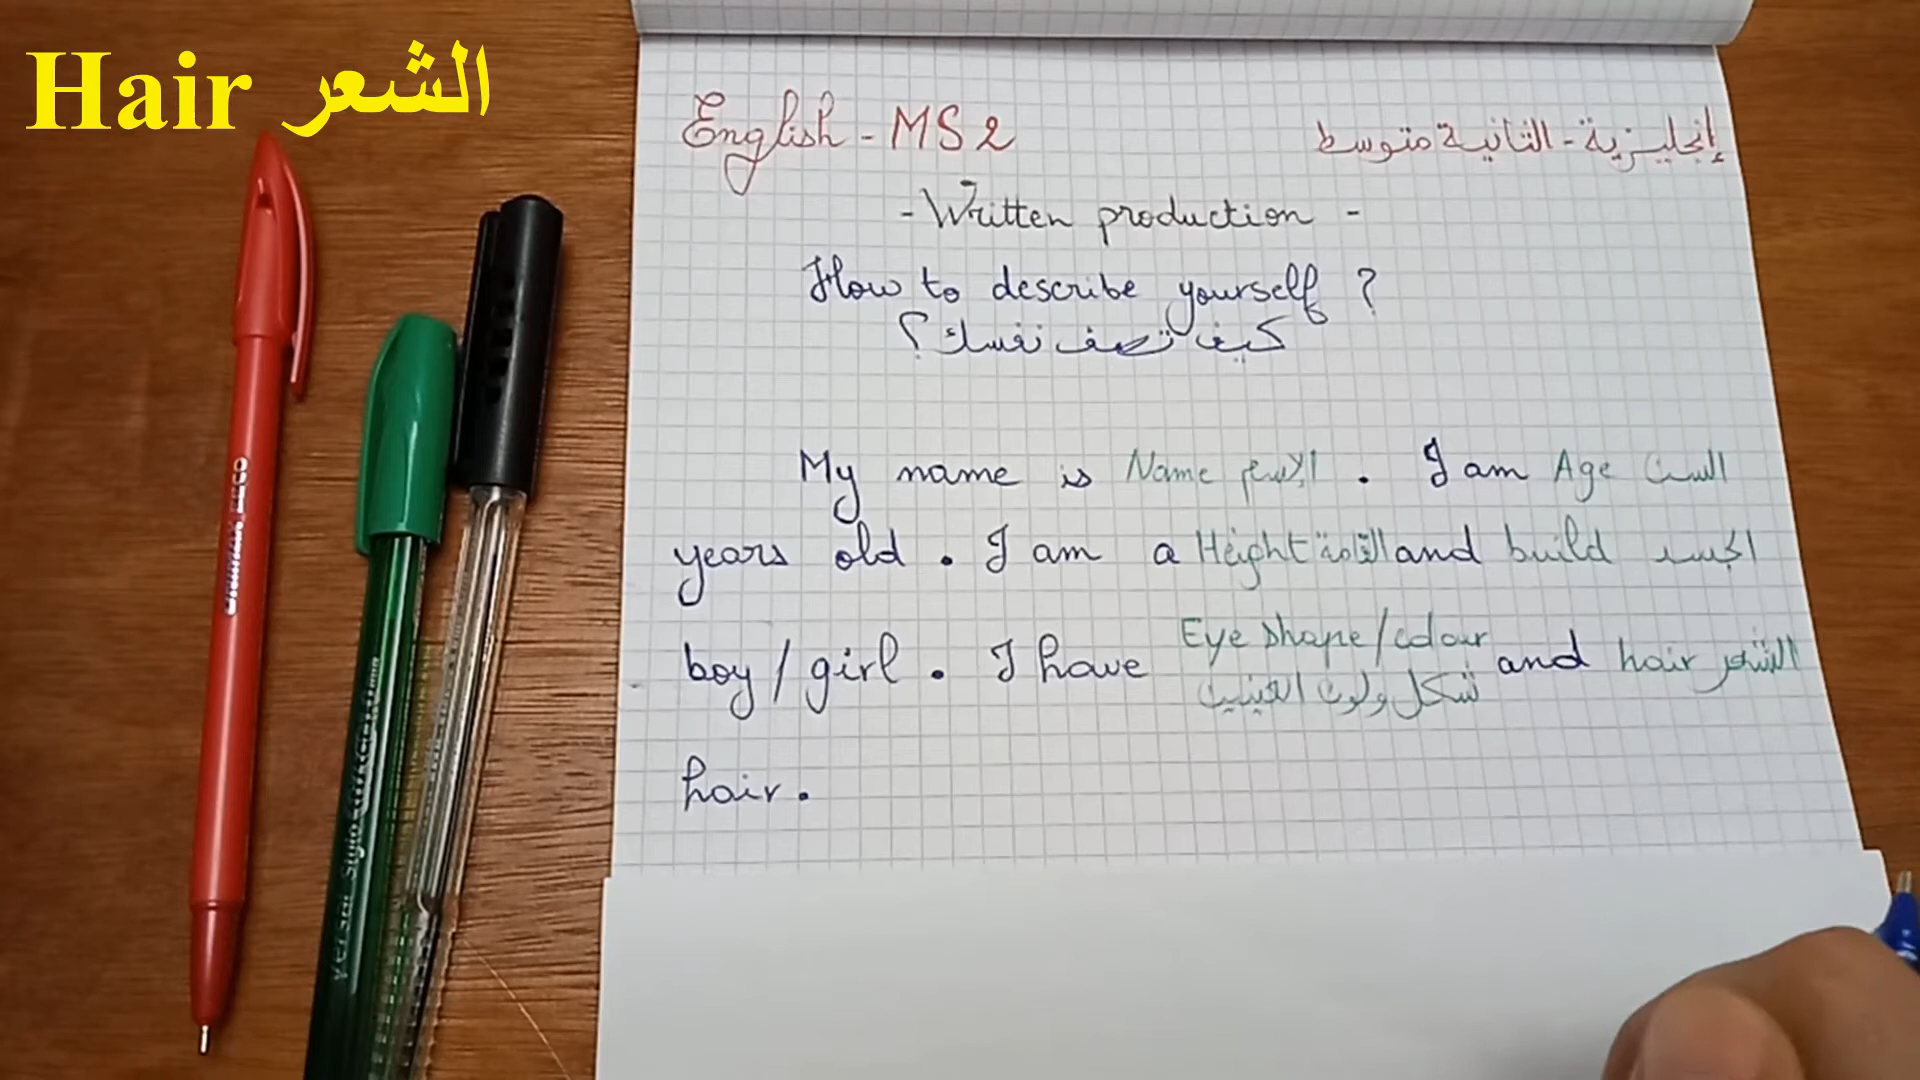 Hair الشعر
English - MS2 إنجليزية - الثانية متوسط
- Written production -
How to describe yourself ?
كيف تصف نفسك ؟
My name is Name الإسم . I am Age السن
years old . I am a Height القامة and build الجسد
boy / girl . I have Eye shape / colour شكل ولون العينين and hair الشعر
hair .